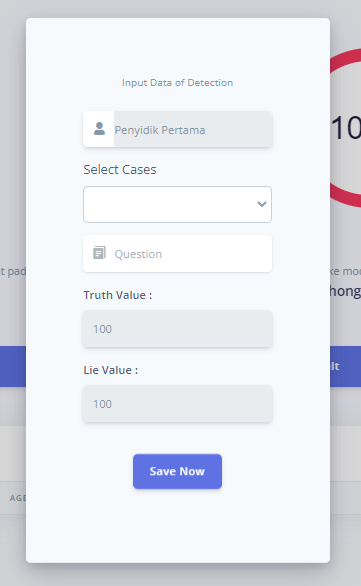 Input Data of Detection
Penyidik Pertama
Select Cases
Question
Truth Value :
100
Lie Value :
100
Save Now
10
t pad
ke mo
hong
lt
AGE